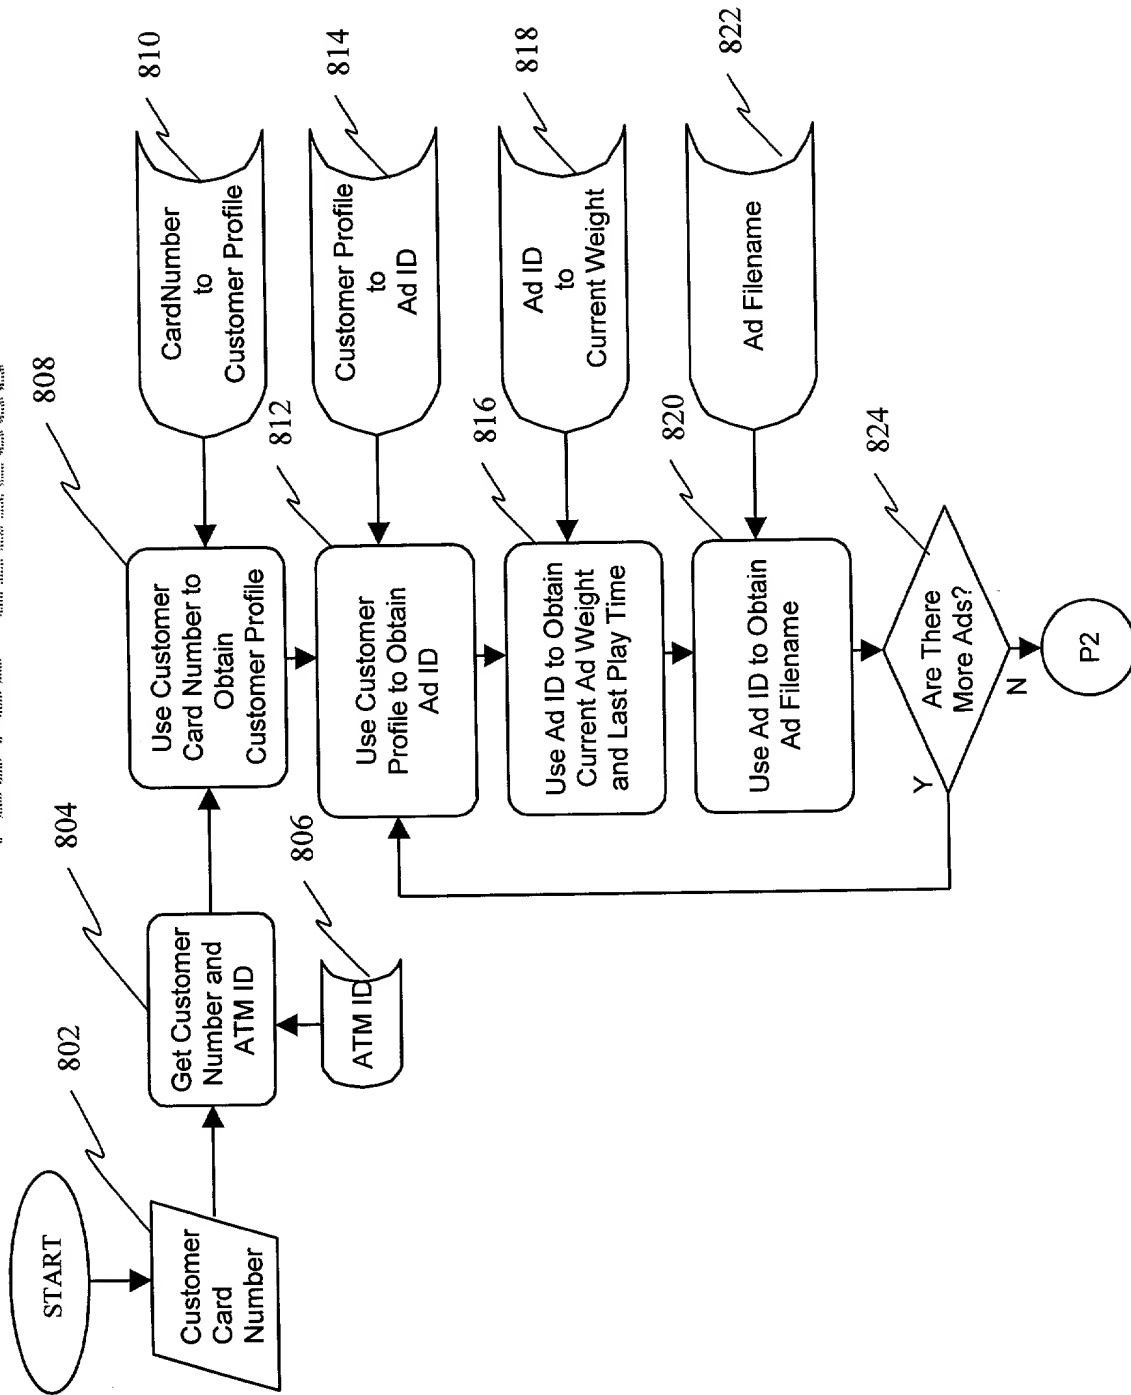 START
802
Customer
Card
Number
804
Get Customer
Number and
ATM ID
806
ATM ID
808
Use Customer
Card Number to
Obtain
Customer Profile
810
CardNumber
to
Customer Profile
812
Use Customer
Profile to Obtain
Ad ID
814
Customer Profile
to
Ad ID
816
Use Ad ID to Obtain
Current Ad Weight
and Last Play Time
818
Ad ID
to
Current Weight
820
Use Ad ID to Obtain
Ad Filename
822
Ad Filename
824
Are There
More Ads?
Y
N
P2